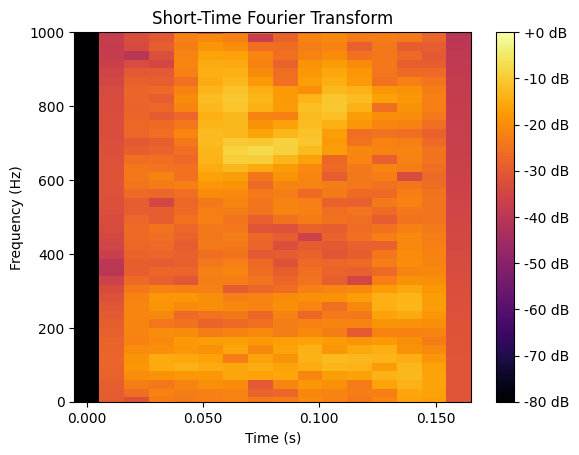 Short-Time Fourier Transform
1000
800
600
400
200
0
Frequency (Hz)
0.000
0.050
0.100
0.150
Time (s)
+0 dB
-10 dB
-20 dB
-30 dB
-40 dB
-50 dB
-60 dB
-70 dB
-80 dB